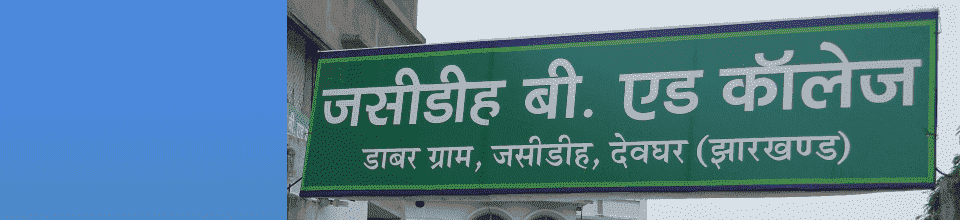 जसीडीह बी. एड कॉलेज
डाबर ग्राम, जसीडीह, देवघर (झारखण्ड)